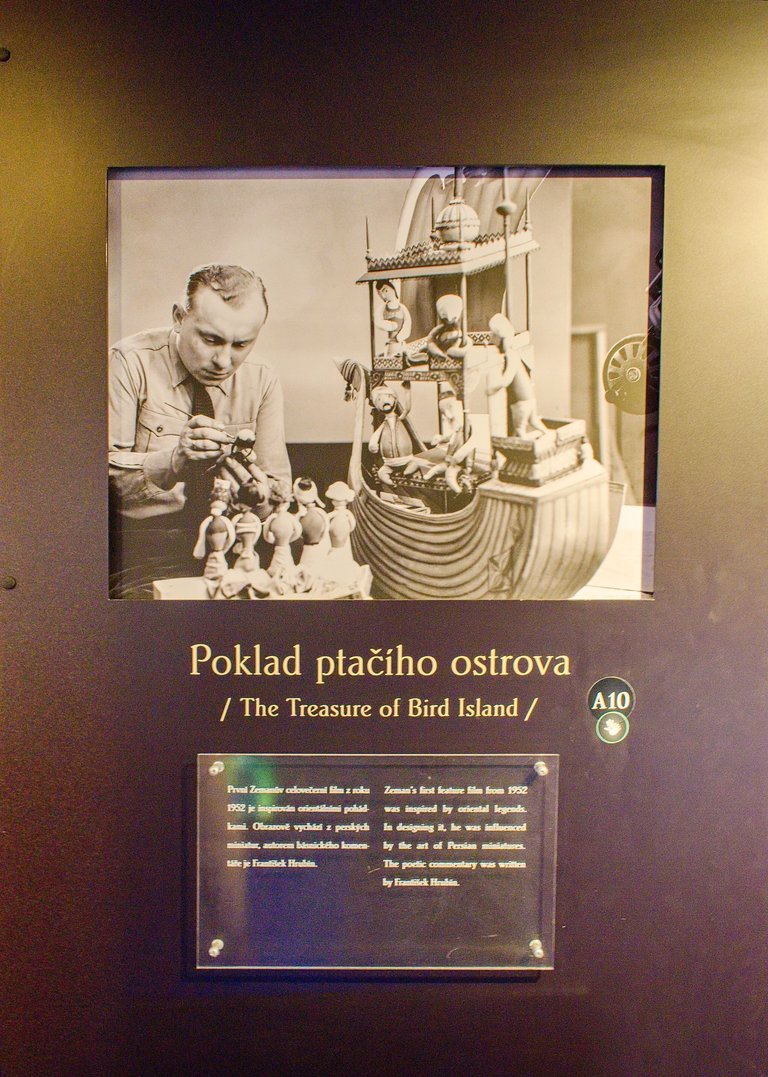 Poklad ptačího ostrova
/ The Treasure of Bird Island /
A10
První Zemanův celovečerní film z roku
1952 je inspirován orientálními pohád-
kami. Obrazově vychází z perských
miniatur, autorem básnického komen-
táře je František Hrubín.
Zeman's first feature film from 1952
was inspired by oriental legends.
In designing it, he was influenced
by the art of Persian miniatures.
The poetic commentary was written
by František Hrubín.